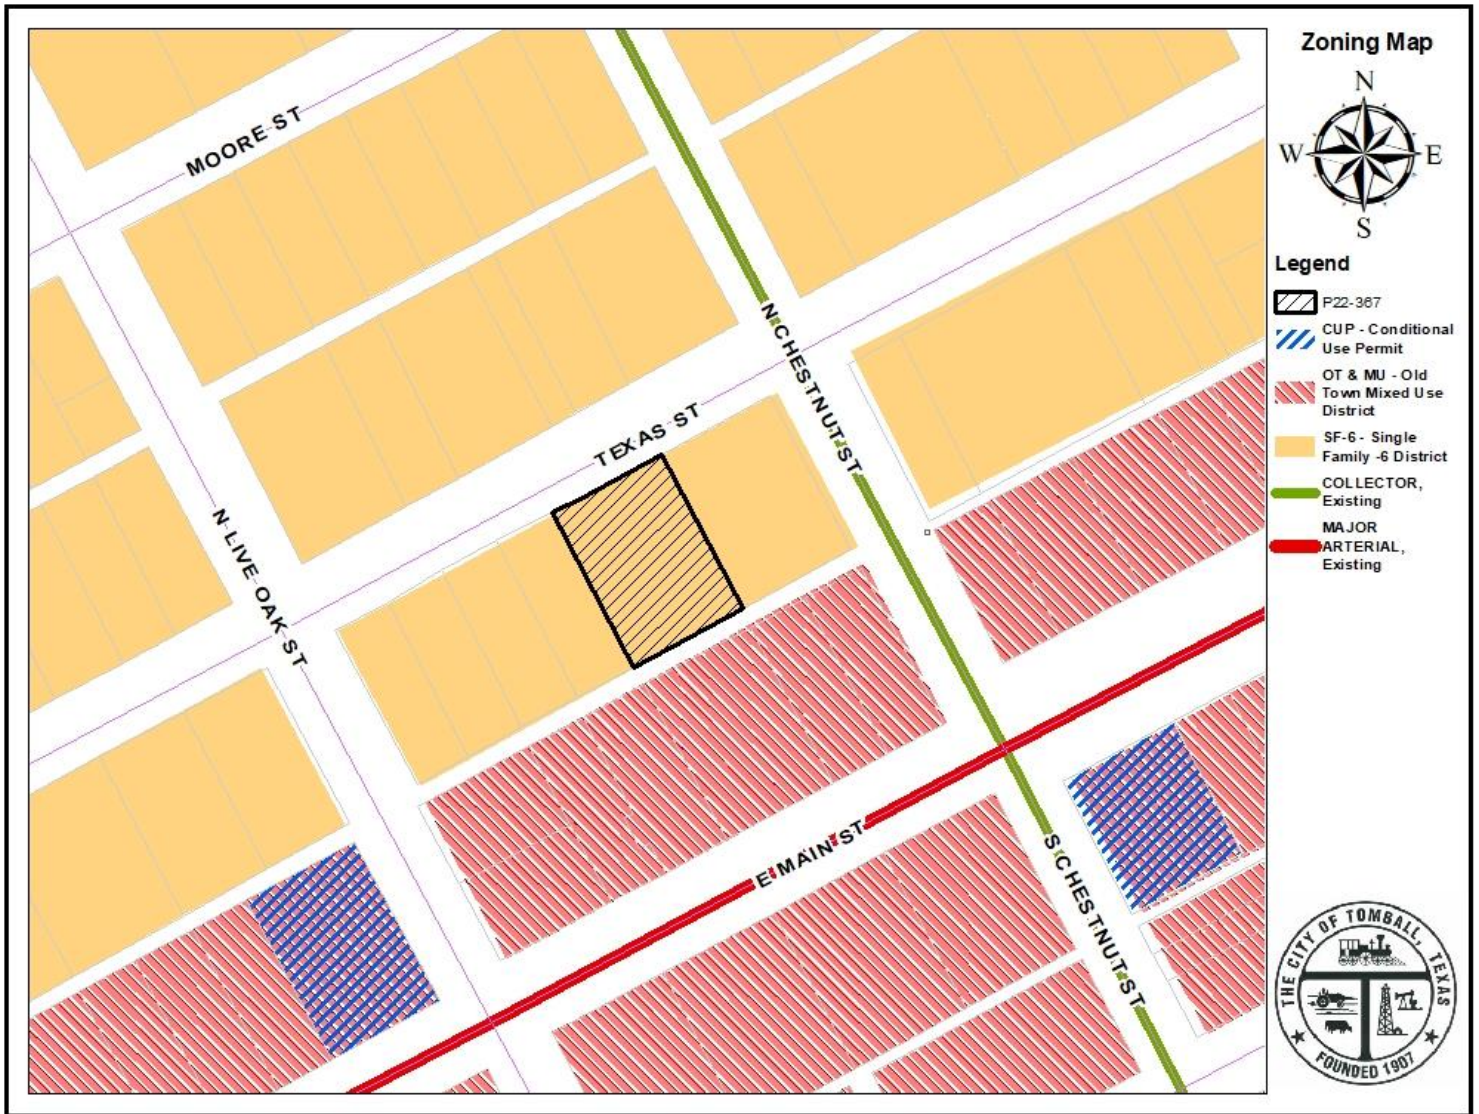 Zoning Map
N
W E
S
Legend
P22-367
CUP - Conditional
Use Permit
OT & MU - Old
Town Mixed Use
District
SF-6 - Single
Family -6 District
COLLECTOR,
Existing
MAJOR
ARTERIAL,
Existing
MOORE ST
N CHESTNUT ST
TEXAS ST
N LIVE OAK ST
E MAIN ST
S CHESTNUT ST
THE CITY OF TOMBALL, TEXAS
FOUNDED 1907